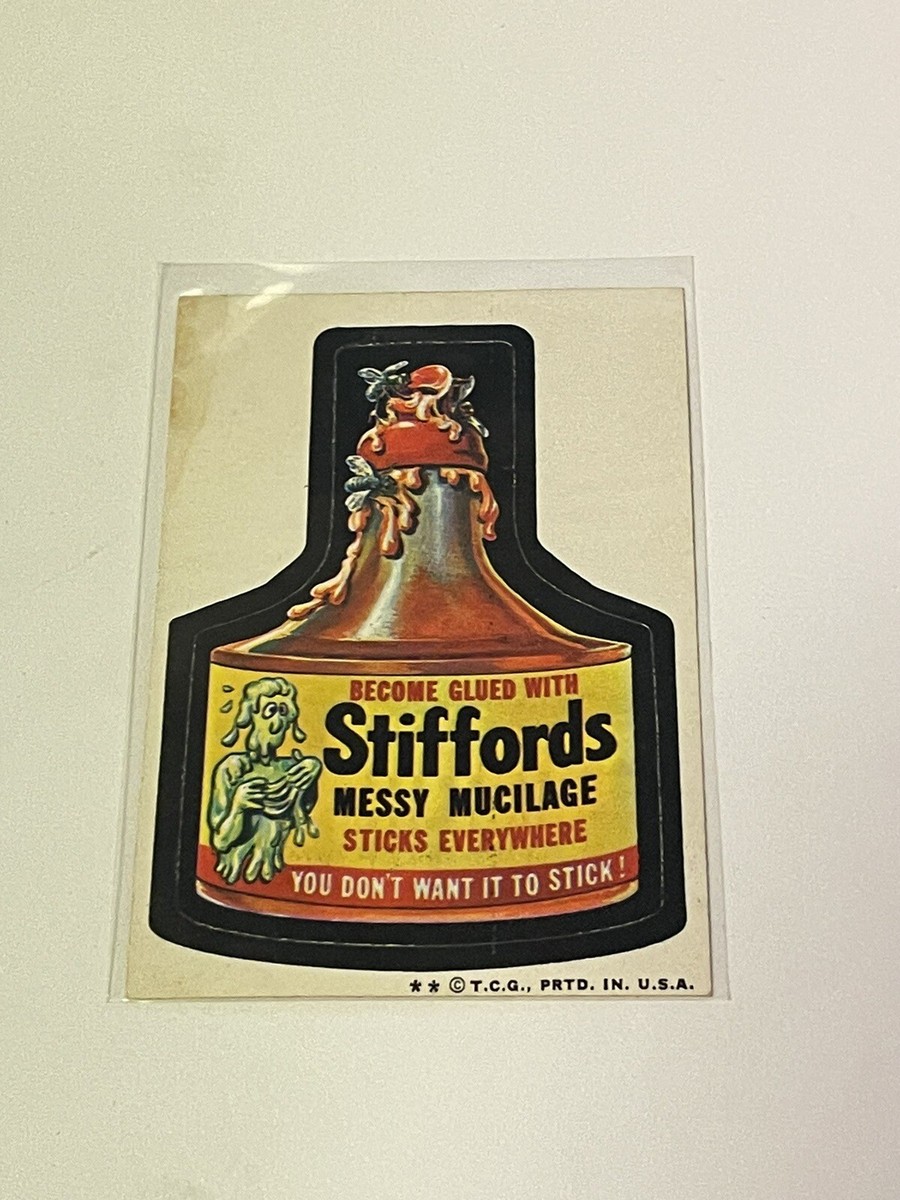 BECOME GLUED WITH
Stiffords
MESSY MUCILAGE
STICKS EVERYWHERE
YOU DON'T WANT IT TO STICK!
** © T.C.G., PRTD. IN. U.S.A.